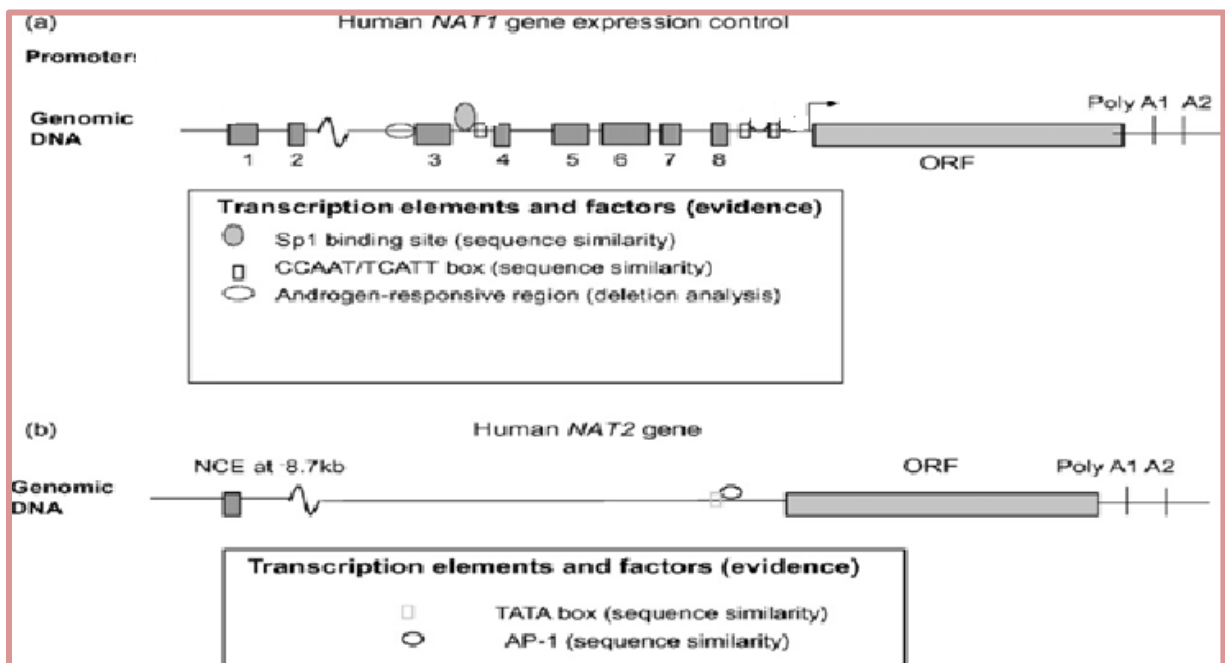 (a)
Human NAT1 gene expression control
Promoters
Poly A1 A2
Genomic
DNA
1 2 3 4 5 6 7 8
ORF
Transcription elements and factors (evidence)
Sp1 binding site (sequence similarity)
CCAAT/TCATT box (sequence similarity)
Androgen-responsive region (deletion analysis)
(b)
Human NAT2 gene
NCE at -8.7kb
ORF
Poly A1 A2
Genomic
DNA
Transcription elements and factors (evidence)
TATA box (sequence similarity)
AP-1 (sequence similarity)